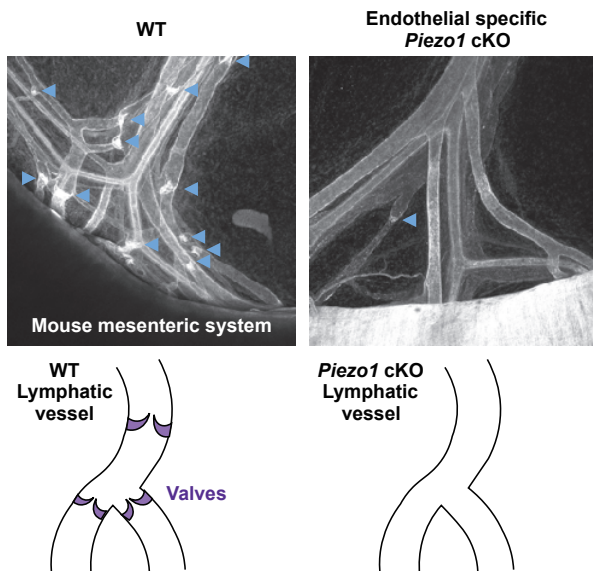 WT
Endothelial specific
Piezo1 cKO
Mouse mesenteric system
WT
Lymphatic
vessel
Valves
Piezo1 cKO
Lymphatic
vessel